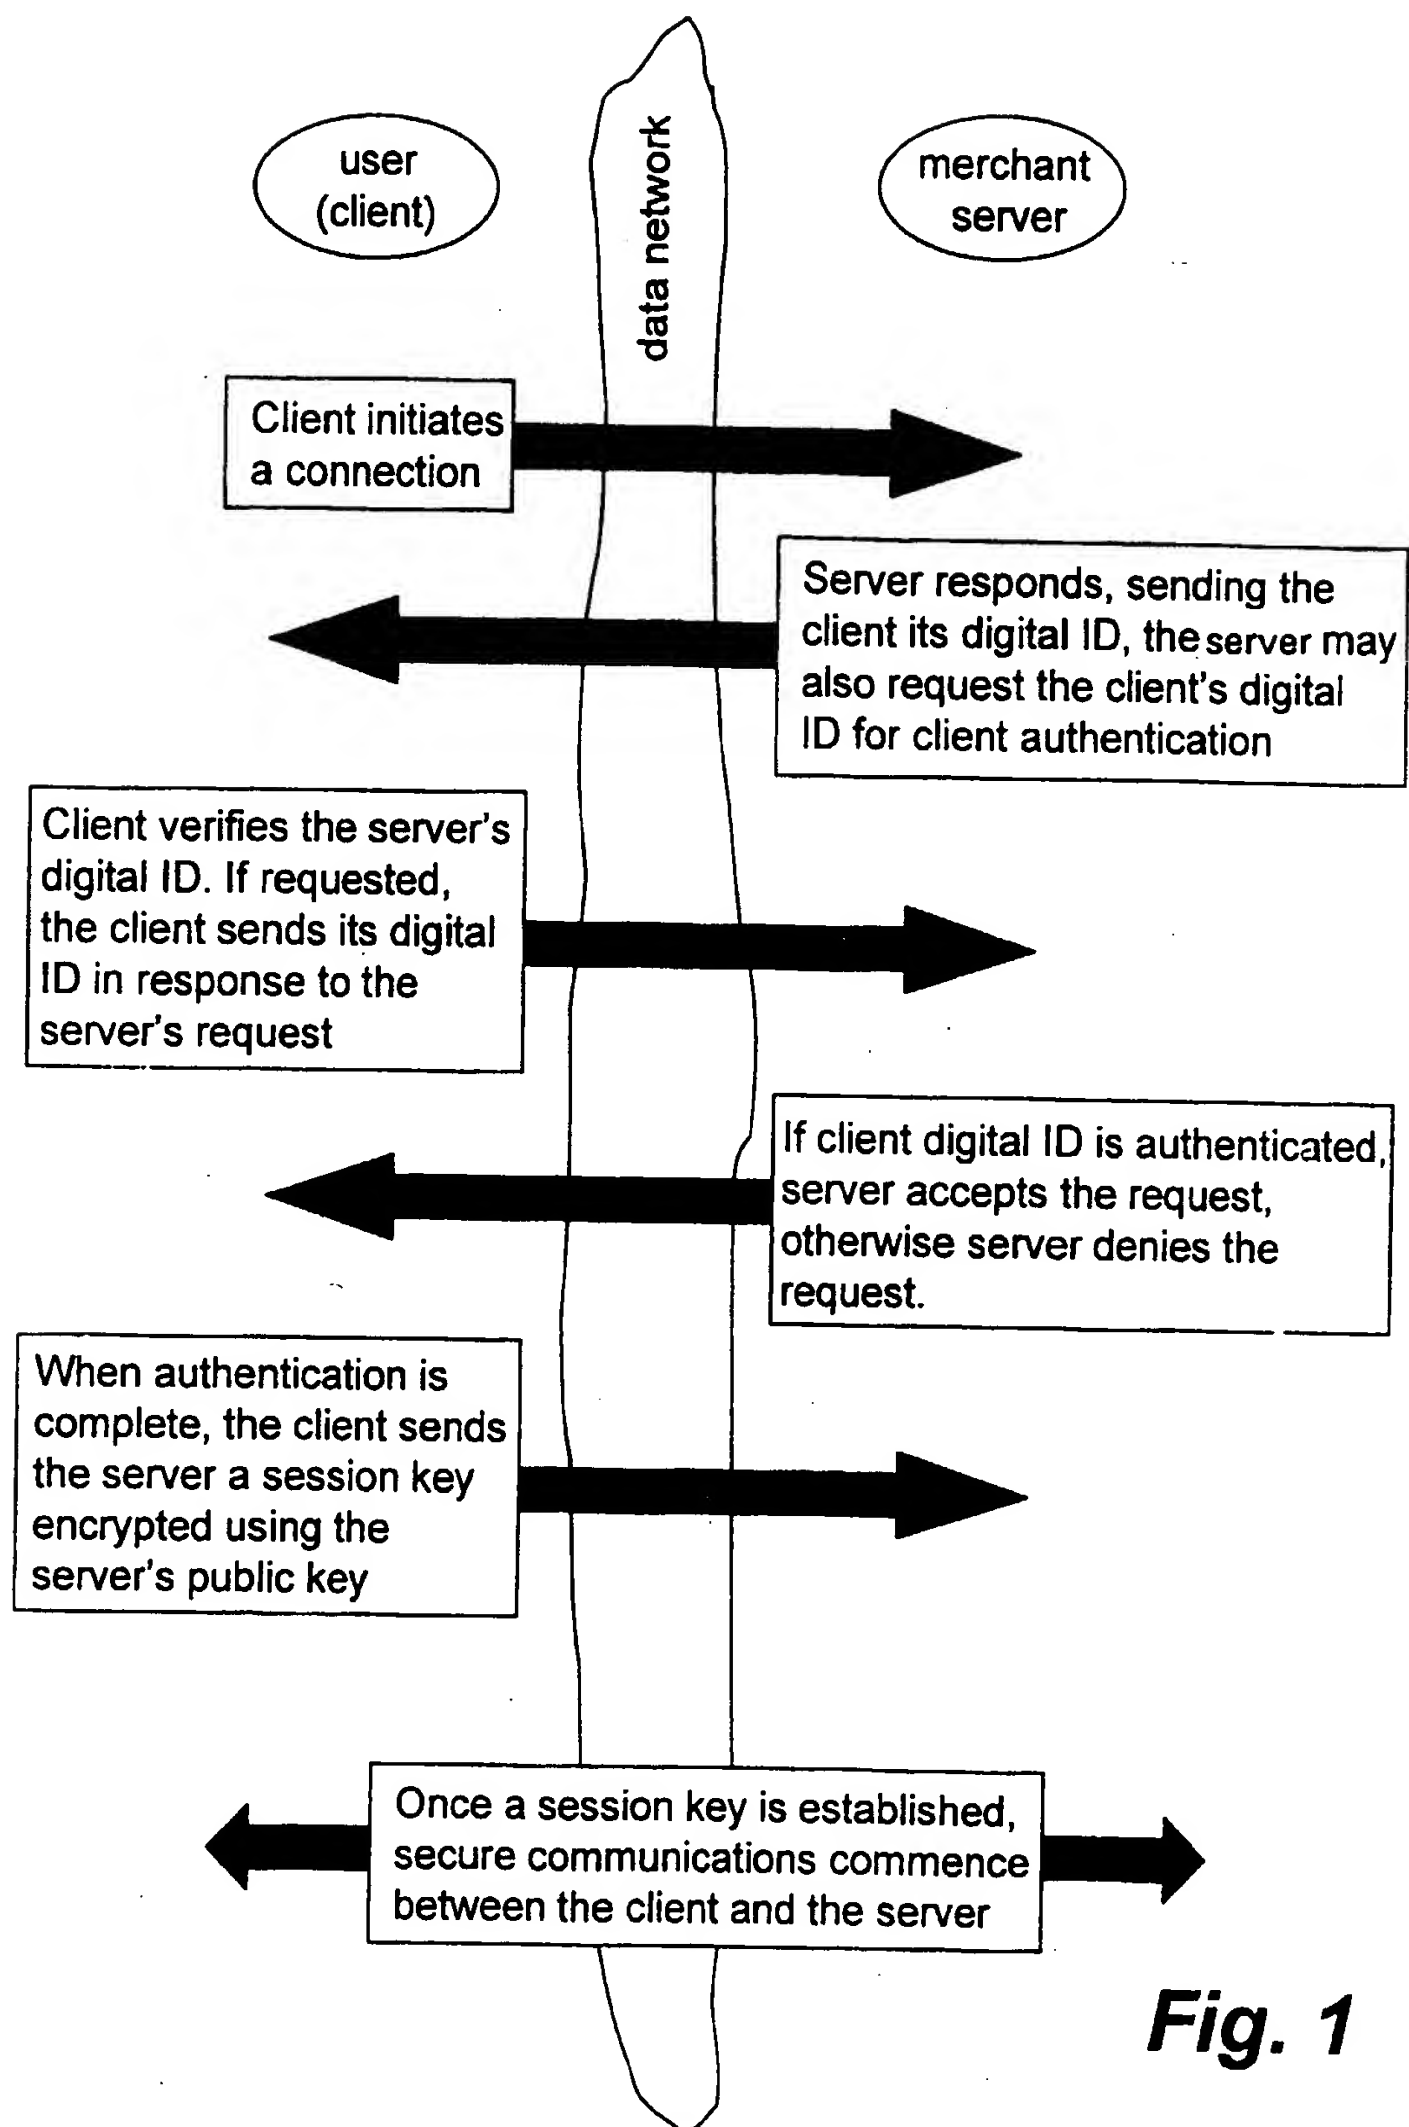 user
(client)
data network
merchant
server
Client initiates
a connection
Server responds, sending the
client its digital ID, the server may
also request the client's digital
ID for client authentication
Client verifies the server's
digital ID. If requested,
the client sends its digital
ID in response to the
server's request
If client digital ID is authenticated,
server accepts the request,
otherwise server denies the
request.
When authentication is
complete, the client sends
the server a session key
encrypted using the
server's public key
Once a session key is established,
secure communications commence
between the client and the server
Fig. 1